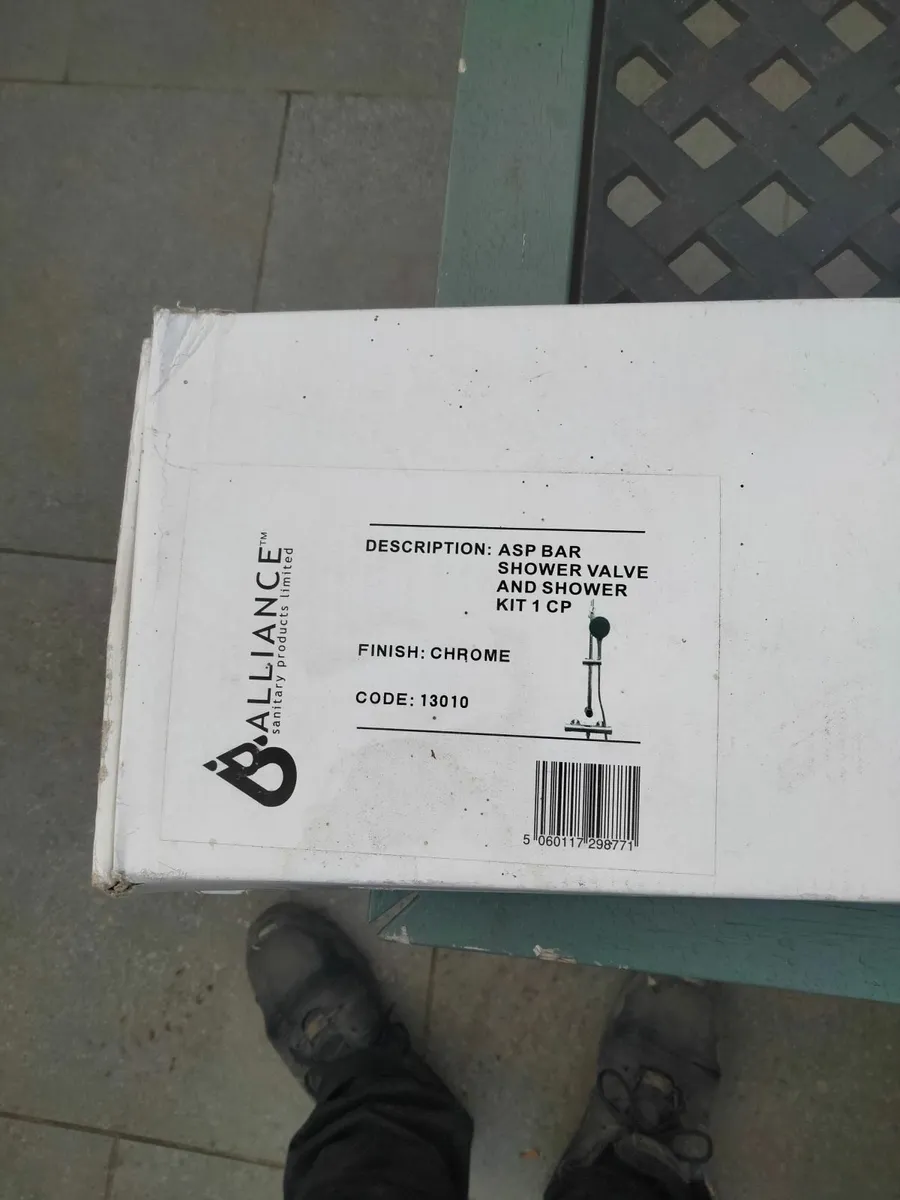 ALLIANCE™
sanitary products limited
DESCRIPTION: ASP BAR
SHOWER VALVE
AND SHOWER
KIT 1 CP
FINISH: CHROME
CODE: 13010
5 060117 298771